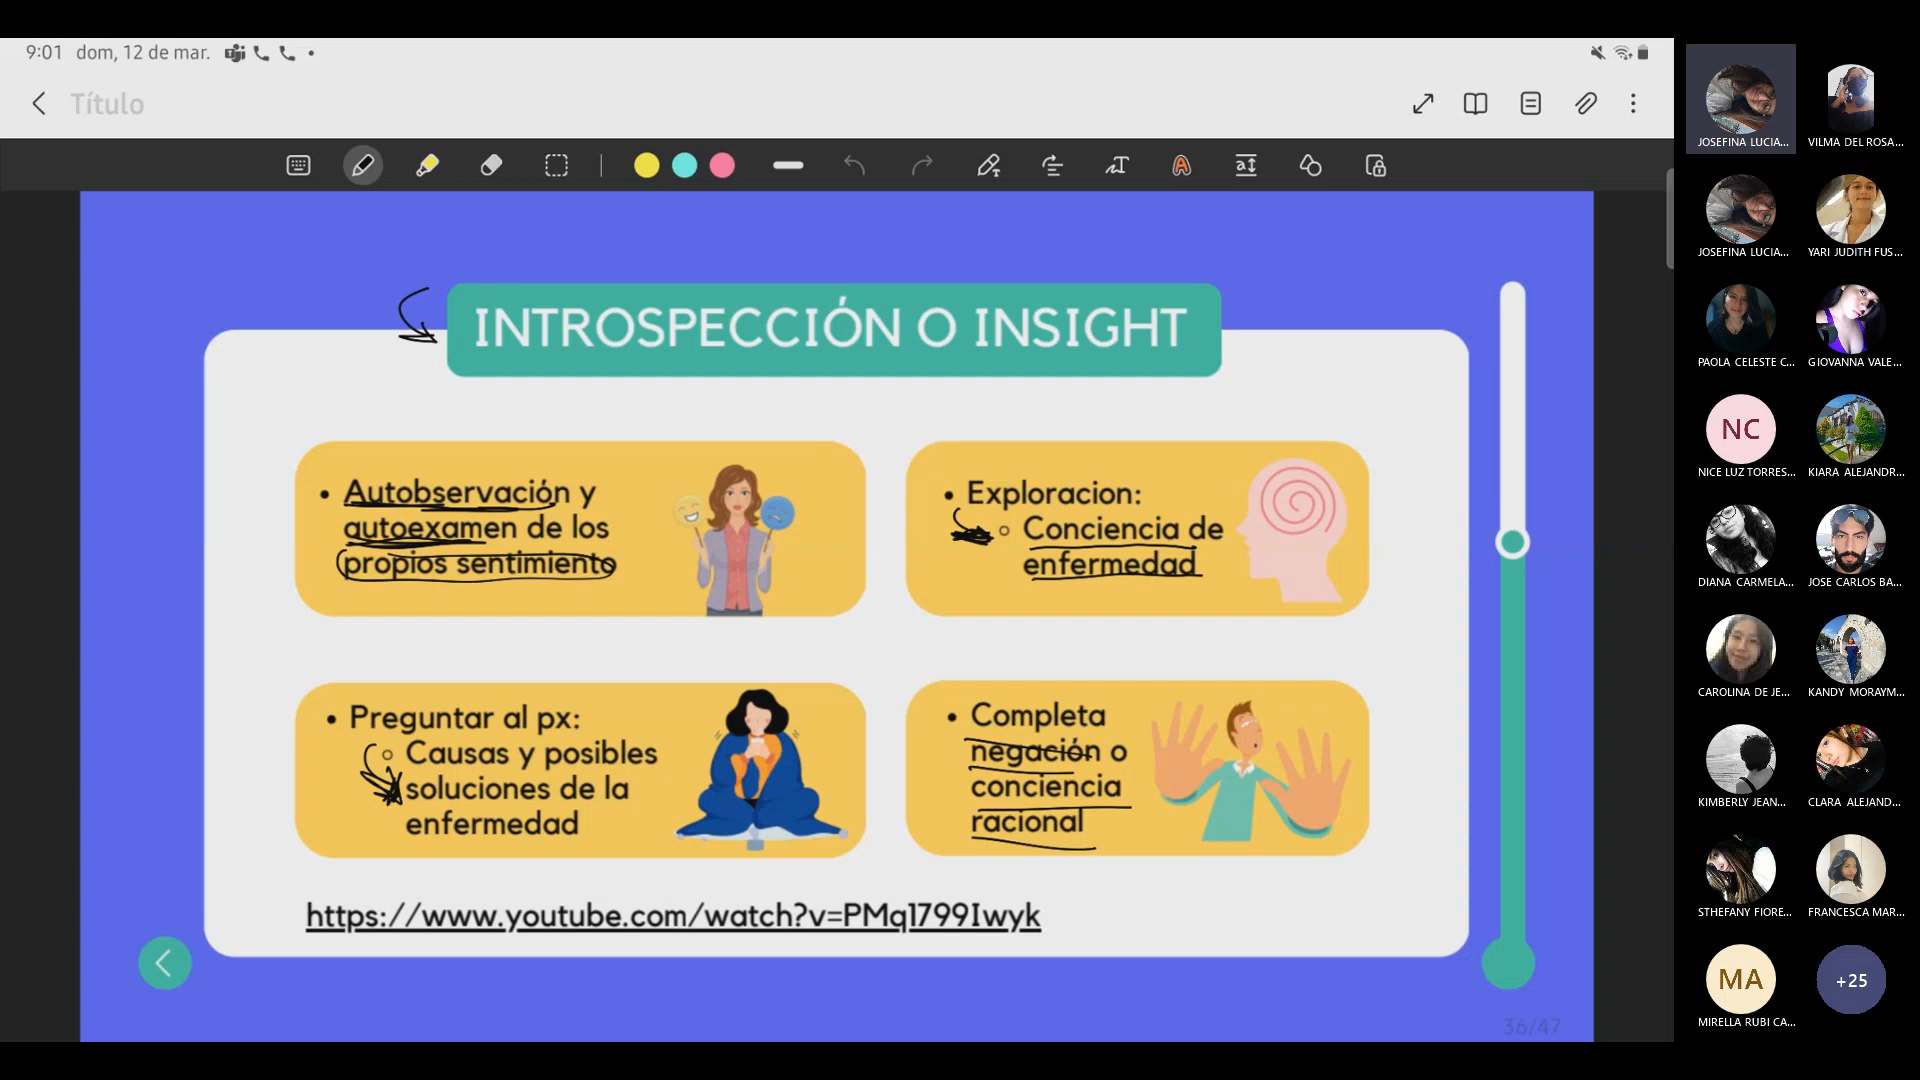 9:01 dom, 12 de mar.
Título
INTROSPECCIÓN O INSIGHT
• Autobservación y
autoexamen de los
propios sentimiento
• Exploracion:
Conciencia de
enfermedad
• Preguntar al px:
Causas y posibles
soluciones de la
enfermedad
• Completa
negación o
conciencia
racional
https://www.youtube.com/watch?v=PMq1799Iwyk
36/47
JOSEFINA LUCIA...
VILMA DEL ROSA...
JOSEFINA LUCIA...
YARI JUDITH FUS...
PAOLA CELESTE C...
GIOVANNA VALE...
NC
NICE LUZ TORRES...
KIARA ALEJANDR...
DIANA CARMELA...
JOSE CARLOS BA...
CAROLINA DE JE...
KANDY MORAYM...
KIMBERLY JEAN...
CLARA ALEJAND...
STHEFANY FIORE...
FRANCESCA MAR...
MA
MIRELLA RUBI CA...
+25